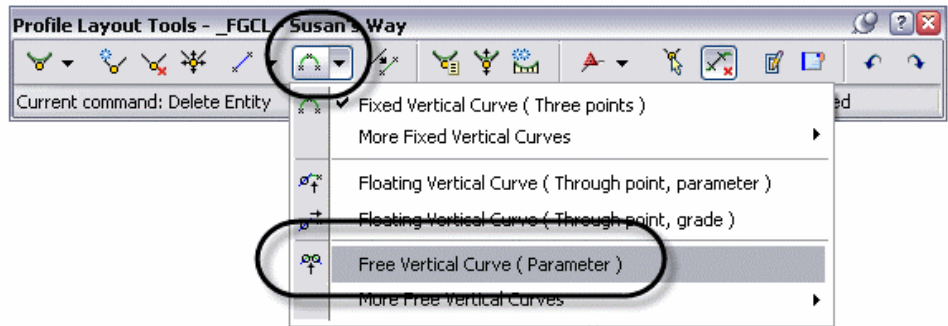 Profile Layout Tools - _FGCL - Susan's Way
Current command: Delete Entity
ed
Fixed Vertical Curve ( Three points )
More Fixed Vertical Curves
Floating Vertical Curve ( Through point, parameter )
Floating Vertical Curve ( Through point, grade )
Free Vertical Curve ( Parameter )
More Free Vertical Curves